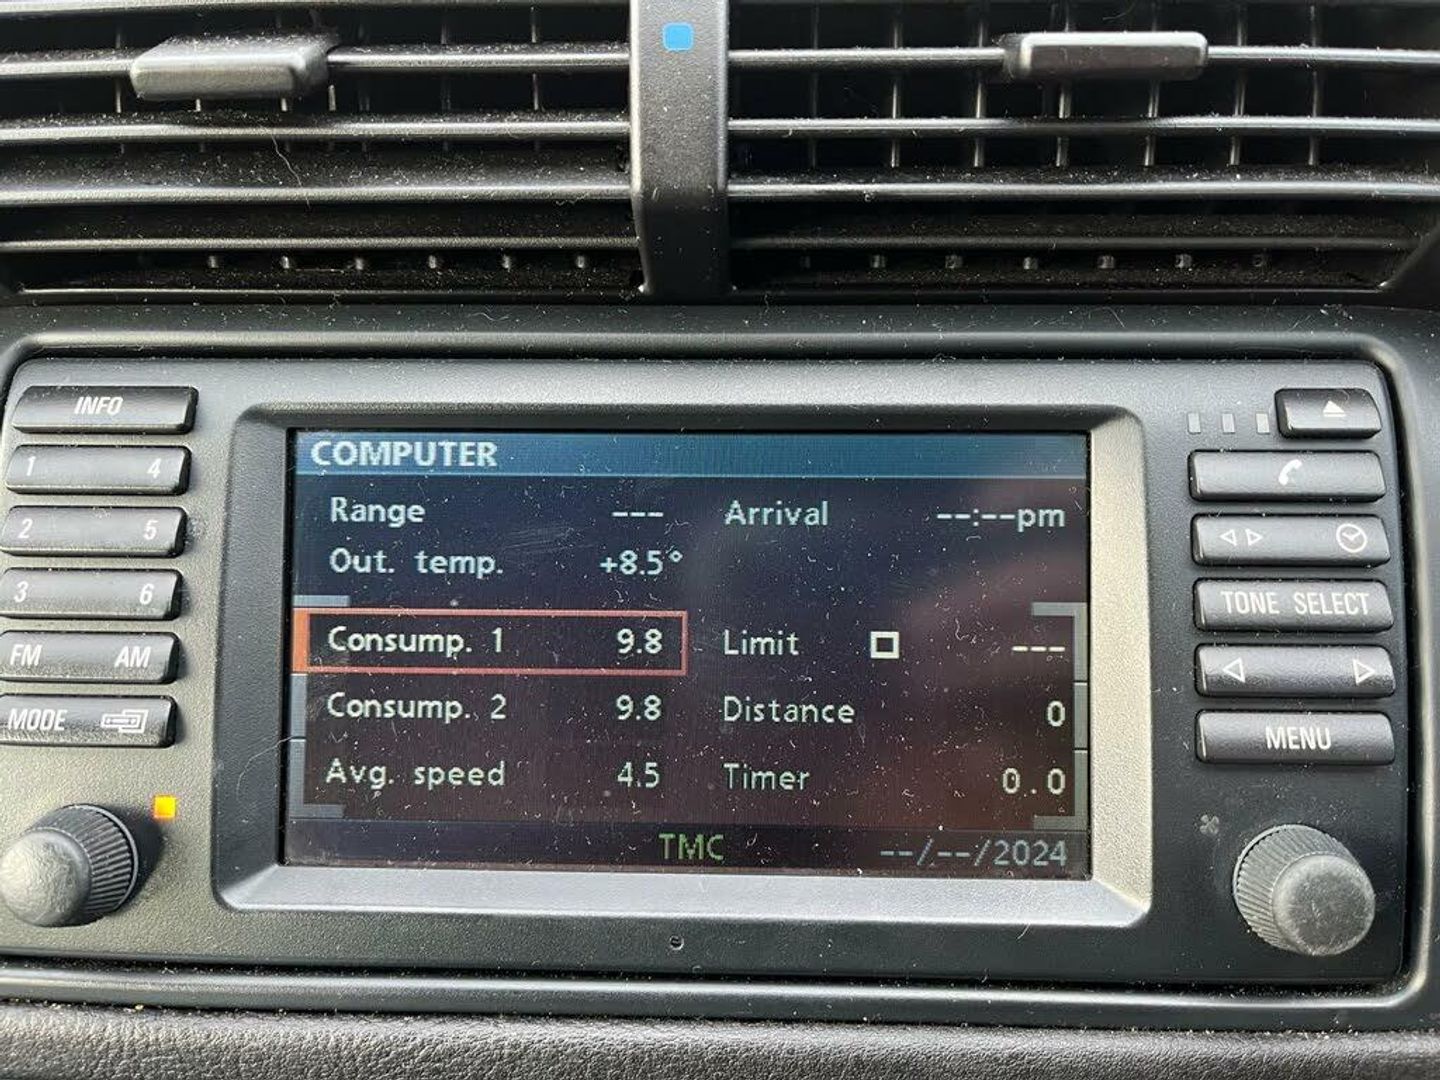 INFO
1 4
2 5
3 6
FM AM
MODE
COMPUTER
Range --- Arrival --:--pm
Out. temp. +8.5°
Consump. 1 9.8 Limit ---
Consump. 2 9.8 Distance 0
Avg. speed 4.5 Timer 0.0
TMC --/--/2024
TONE SELECT
MENU